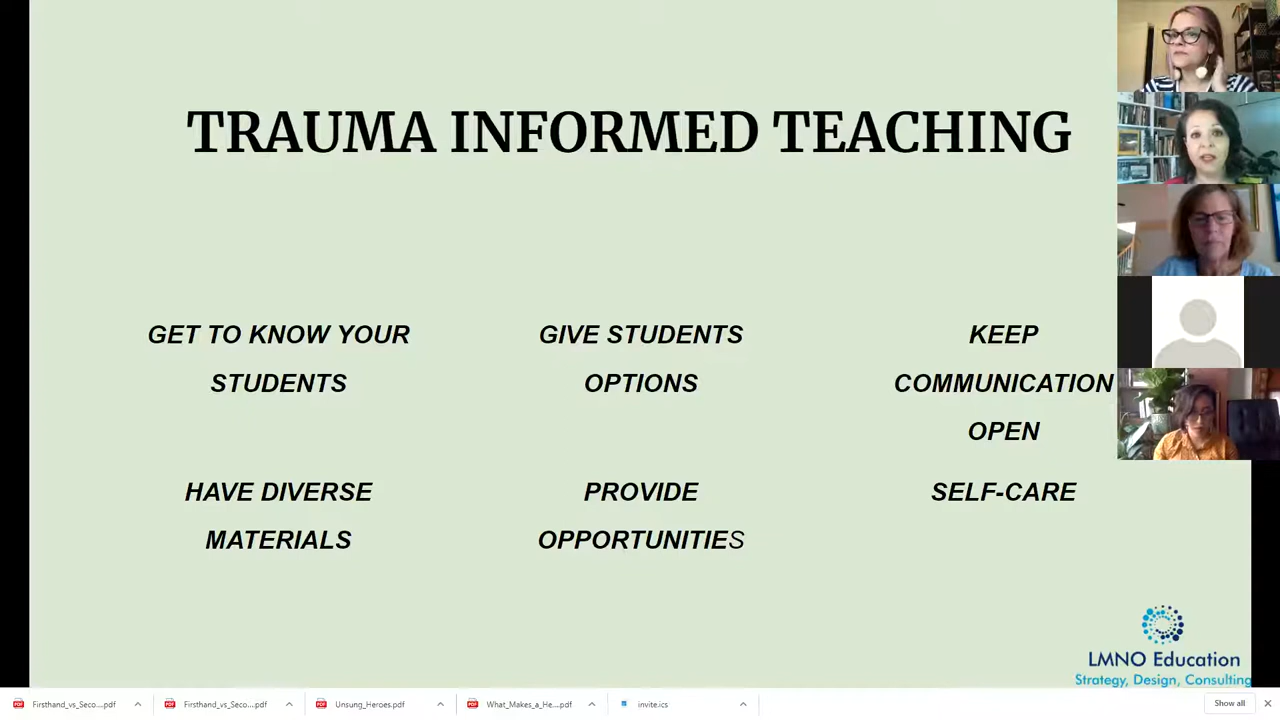 TRAUMA INFORMED TEACHING
GET TO KNOW YOUR
STUDENTS
GIVE STUDENTS
OPTIONS
KEEP
COMMUNICATION
OPEN
HAVE DIVERSE
MATERIALS
PROVIDE
OPPORTUNITIES
SELF-CARE
LMNO Education
Strategy, Design, Consulting
Firsthand_vs_Seco....pdf
Firsthand_vs_Seco....pdf
Unsung_Heroes.pdf
What_Makes_a_He....pdf
invite.ics
Show all